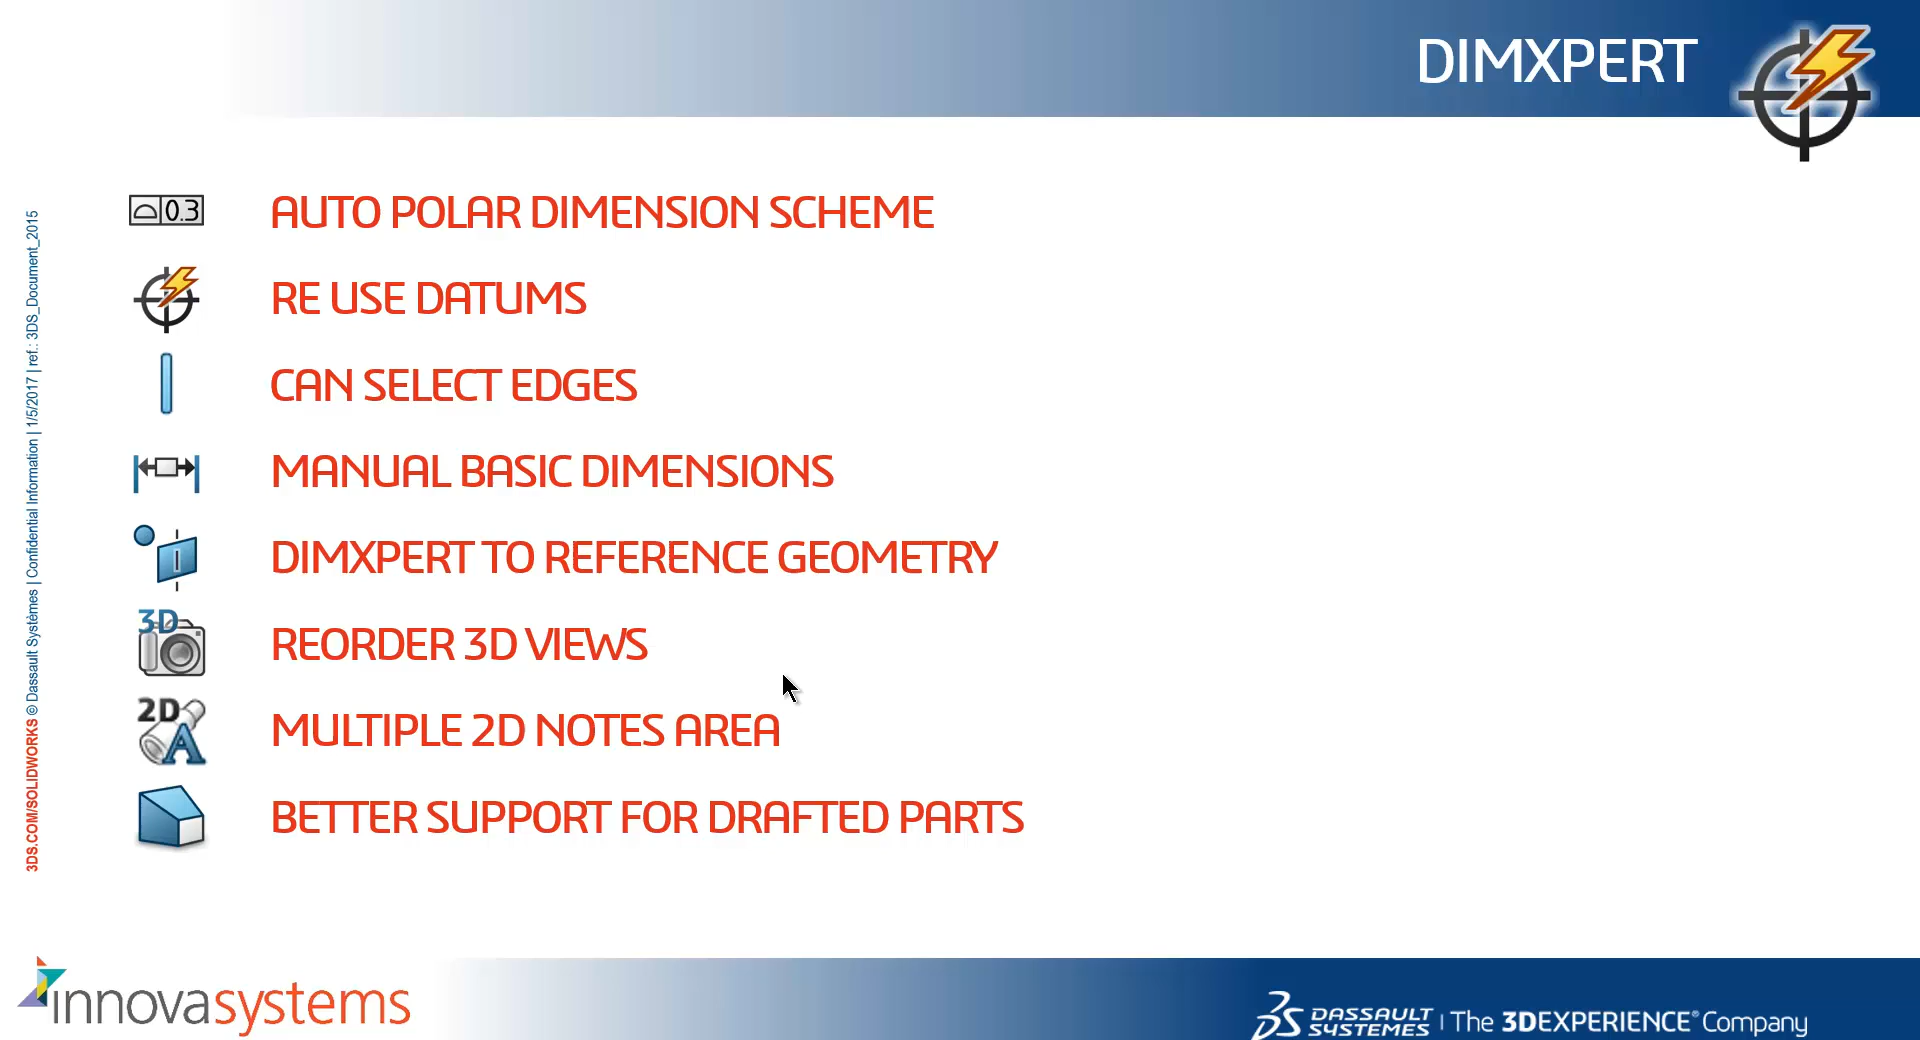 DIMXPERT
0.3
AUTO POLAR DIMENSION SCHEME
RE USE DATUMS
CAN SELECT EDGES
MANUAL BASIC DIMENSIONS
DIMXPERT TO REFERENCE GEOMETRY
3D
REORDER 3D VIEWS
2D
A
MULTIPLE 2D NOTES AREA
BETTER SUPPORT FOR DRAFTED PARTS
3DS.COM/SOLIDWORKS © Dassault Systèmes | Confidential Information | 1/5/2017 | ref.: 3DS_Document_2015
innovasystems
3DS DASSAULT SYSTEMES | The 3DEXPERIENCE® Company